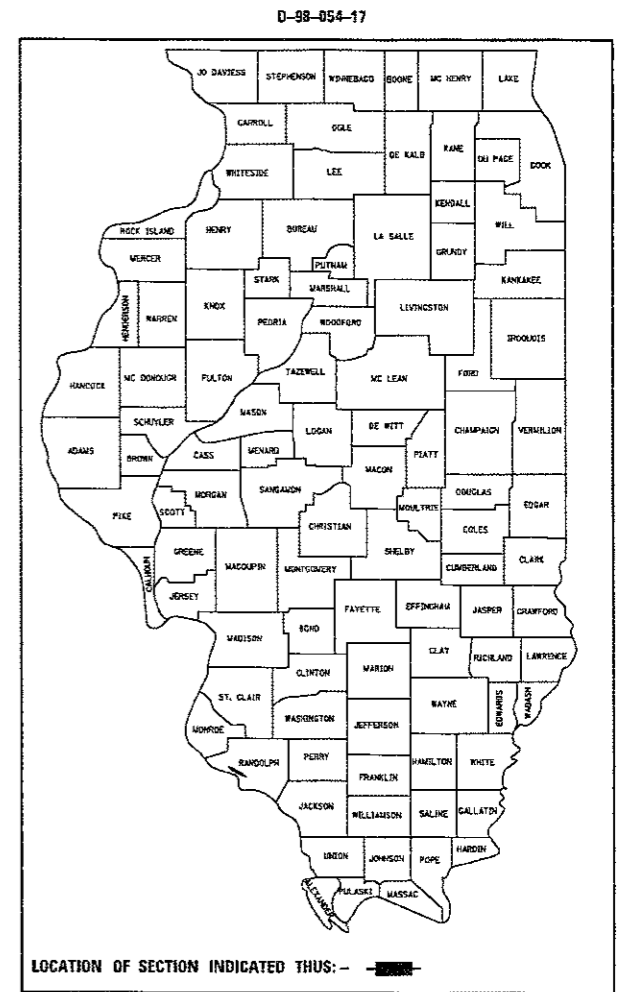 D-98-054-17
JO DAVIESS STEPHENSON WINNEBAGO BOONE MC HENRY LAKE
CARROLL OGLE
DE KALB KANE DU PAGE COOK
WHITESIDE LEE
KENDALL
WILL
ROCK ISLAND HENRY BUREAU LA SALLE
GRUNDY
MERCER PUTNAM
KANKAKEE
STARK MARSHALL
HENDERSON WARREN KNOX PEORIA WOODFORD LIVINGSTON
IROQUOIS
FORD
HANCOCK MC DONOUGH FULTON TAZEWELL MC LEAN
MASON
SCHUYLER LOGAN DE WITT CHAMPAIGN VERMILION
ADAMS BROWN CASS MENARD PIATT
MACON
SANGAMON
MORGAN DOUGLAS
PIKE SCOTT MOULTRIE EDGAR
CHRISTIAN COLES
GREENE SHELBY
CALHOUN MACOUPIN MONTGOMERY CUMBERLAND CLARK
JERSEY
FAYETTE EFFINGHAM JASPER CRAWFORD
MADISON BOND
CLAY
RICHLAND LAWRENCE
CLINTON MARION
ST. CLAIR
WAYNE EDWARDS WABASH
WASHINGTON JEFFERSON
MONROE
RANDOLPH PERRY HAMILTON WHITE
FRANKLIN
JACKSON WILLIAMSON SALINE GALLATIN
UNION JOHNSON POPE HARDIN
ALEXANDER PULASKI MASSAC
LOCATION OF SECTION INDICATED THUS:-